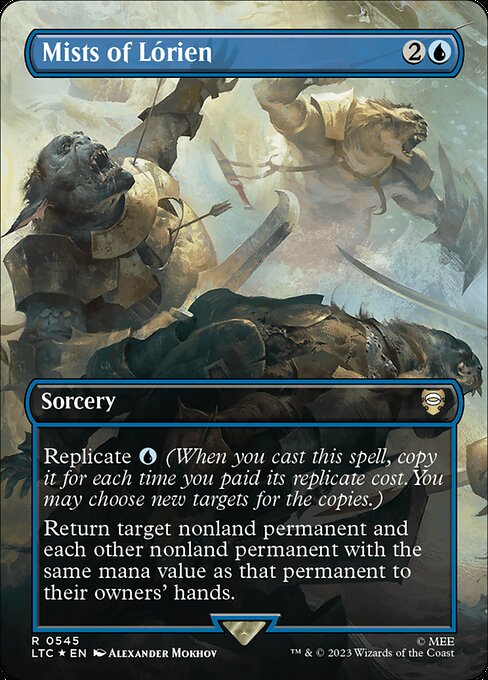 Mists of Lórien 2
Sorcery
Replicate (When you cast this spell, copy
it for each time you paid its replicate cost. You
may choose new targets for the copies.)
Return target nonland permanent and
each other nonland permanent with the
same mana value as that permanent to
their owners' hands.
R 0545 © MEE
LTC ★ EN Alexander Mokhov ™ & © 2023 Wizards of the Coast